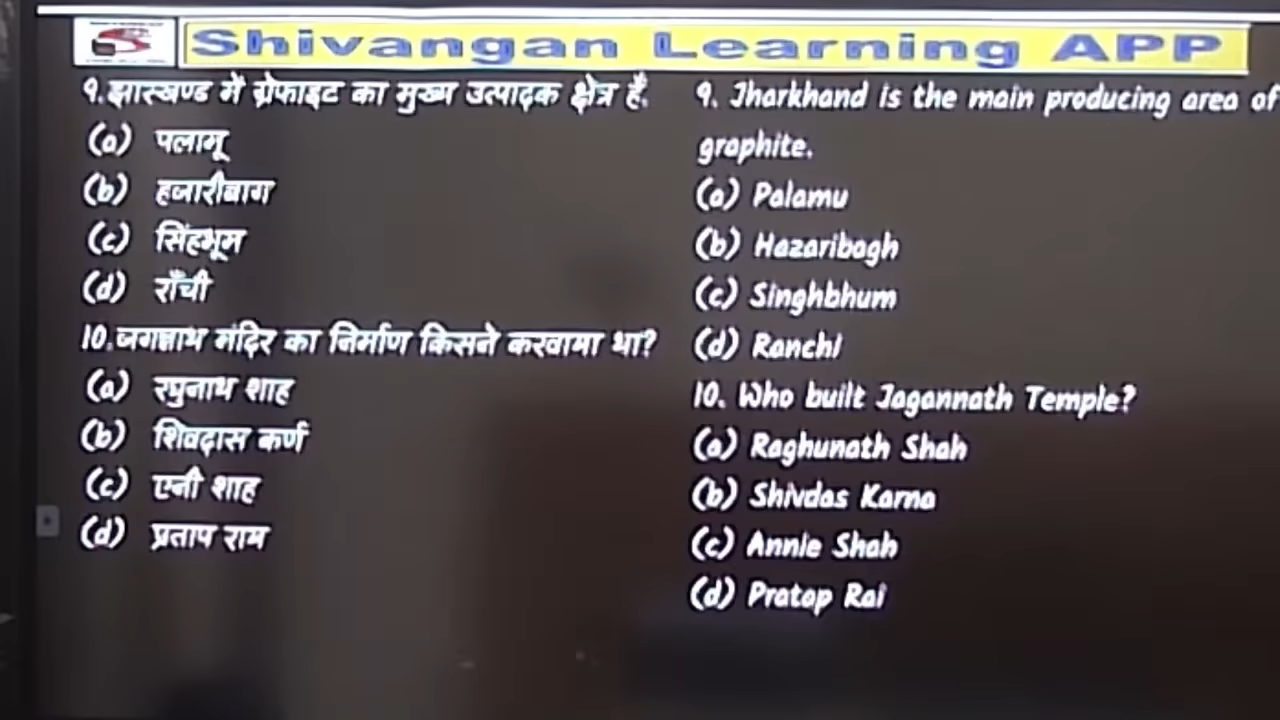 Shivangan Learning APP
9. झारखण्ड में ग्रेफाइट का मुख्य उत्पादक क्षेत्र है.
(a) पलामू
(b) हजारीबाग
(c) सिंहभूम
(d) राँची
10. जगन्नाथ मंदिर का निर्माण किसने करवाया था?
(a) रघुनाथ शाह
(b) शिवदास कर्ण
(c) एनी शाह
(d) प्रताप राय
9. Jharkhand is the main producing area of
graphite.
(a) Palamu
(b) Hazaribagh
(c) Singhbhum
(d) Ranchi
10. Who built Jagannath Temple?
(a) Raghunath Shah
(b) Shivdas Karna
(c) Annie Shah
(d) Pratap Rai